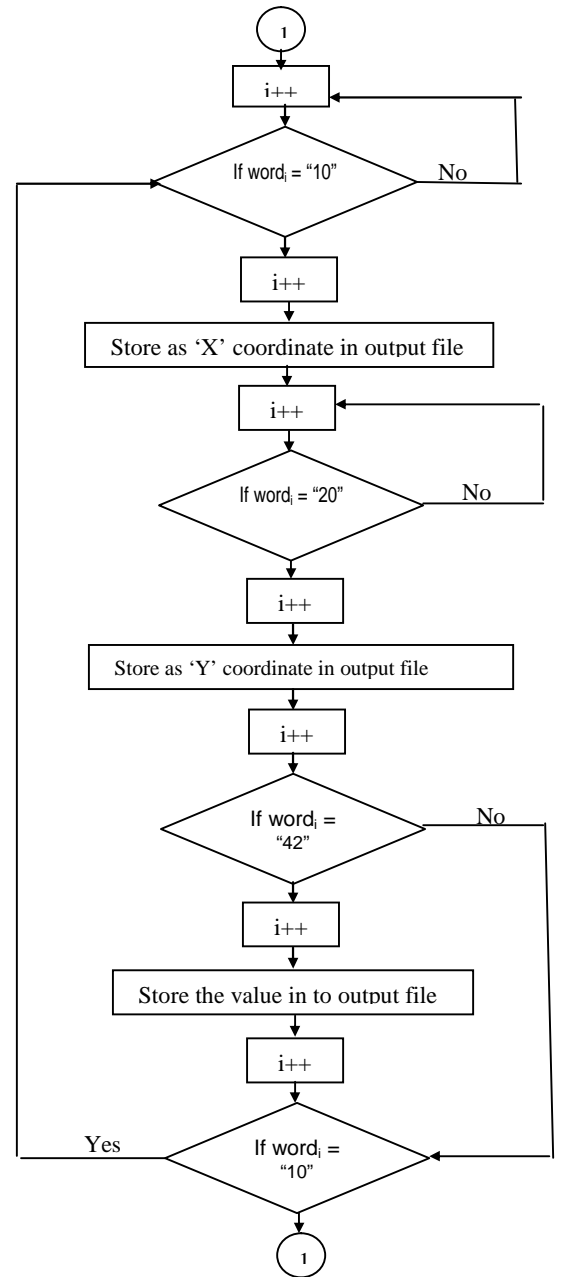 1
i++
If wordᵢ = “10”
No
i++
Store as ‘X’ coordinate in output file
i++
If wordᵢ = “20”
No
i++
Store as ‘Y’ coordinate in output file
i++
If wordᵢ =
“42”
No
i++
Store the value in to output file
i++
Yes
If wordᵢ =
“10”
1